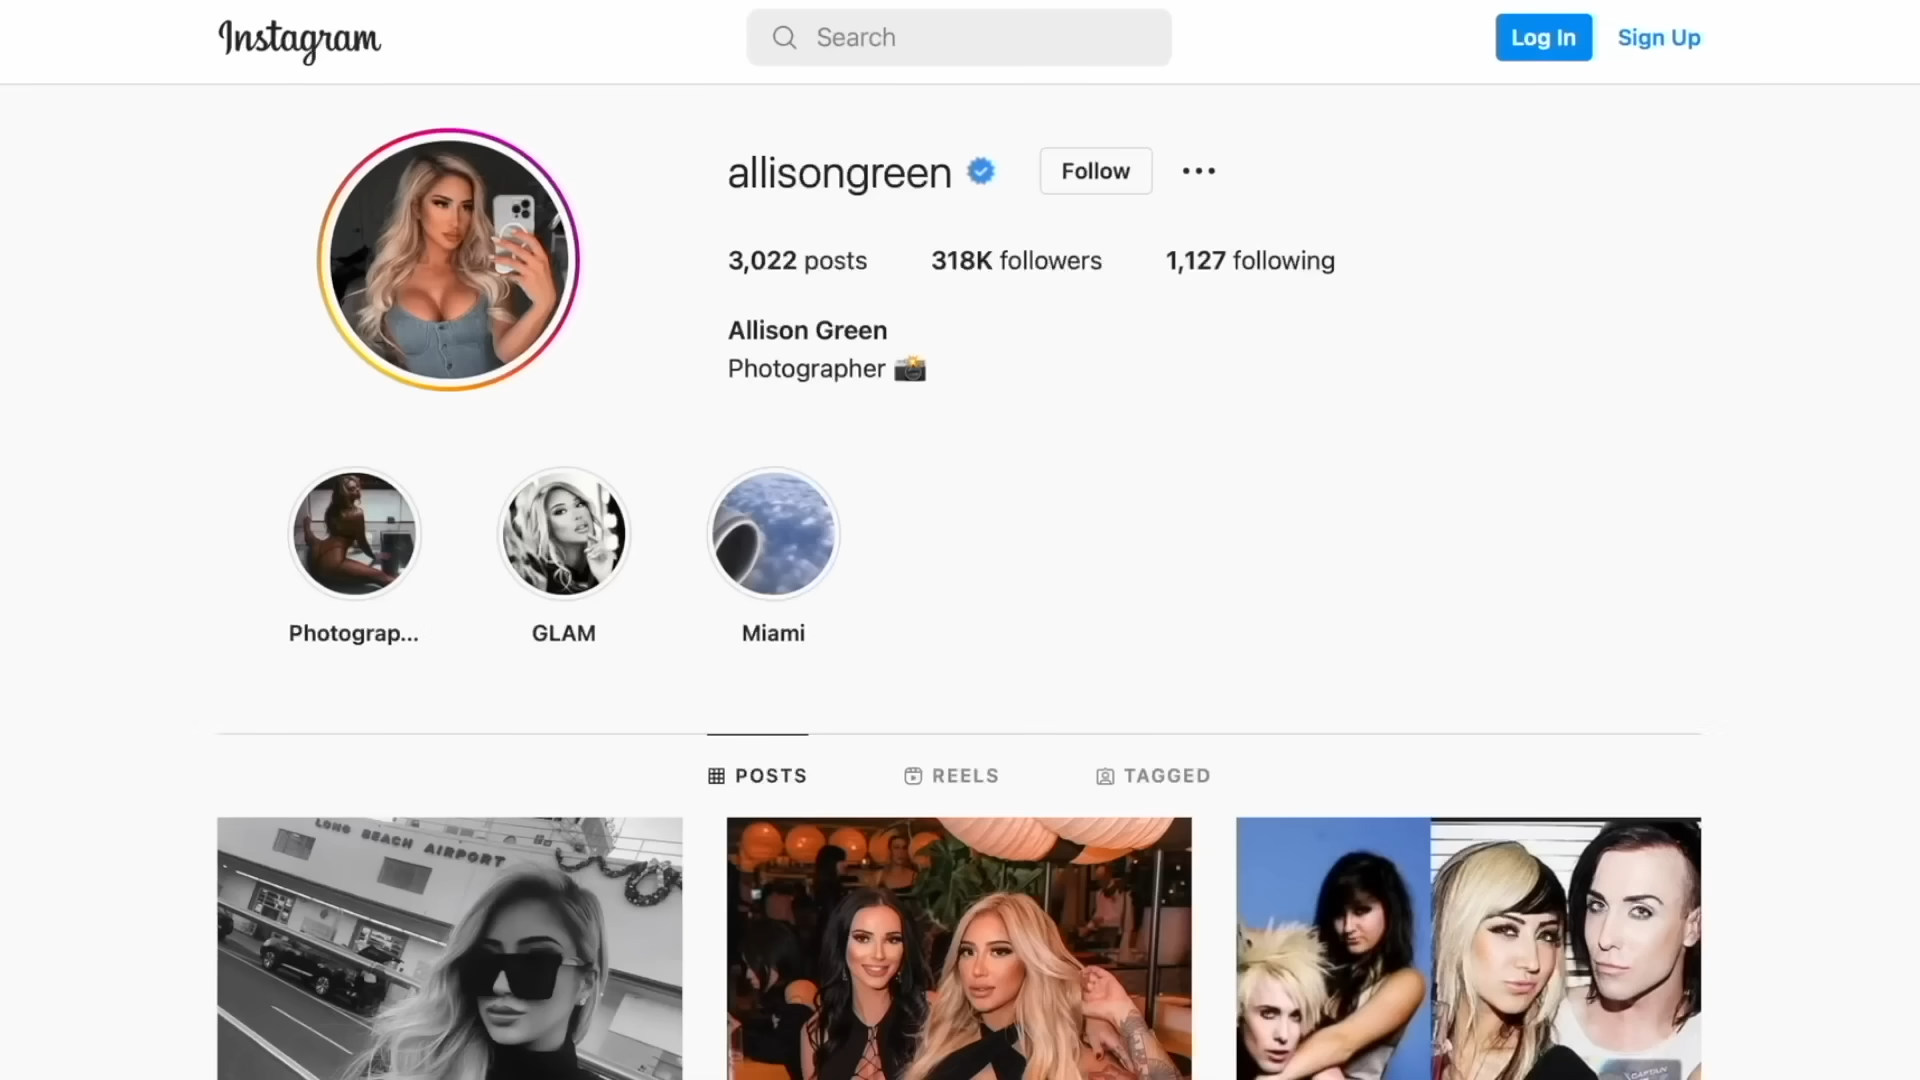 Instagram
Search
Log In
Sign Up
allisongreen
Follow
3,022 posts
318K followers
1,127 following
Allison Green
Photographer 📸
Photograp...
GLAM
Miami
POSTS
REELS
TAGGED
LONG BEACH AIRPORT
CAPTAIN